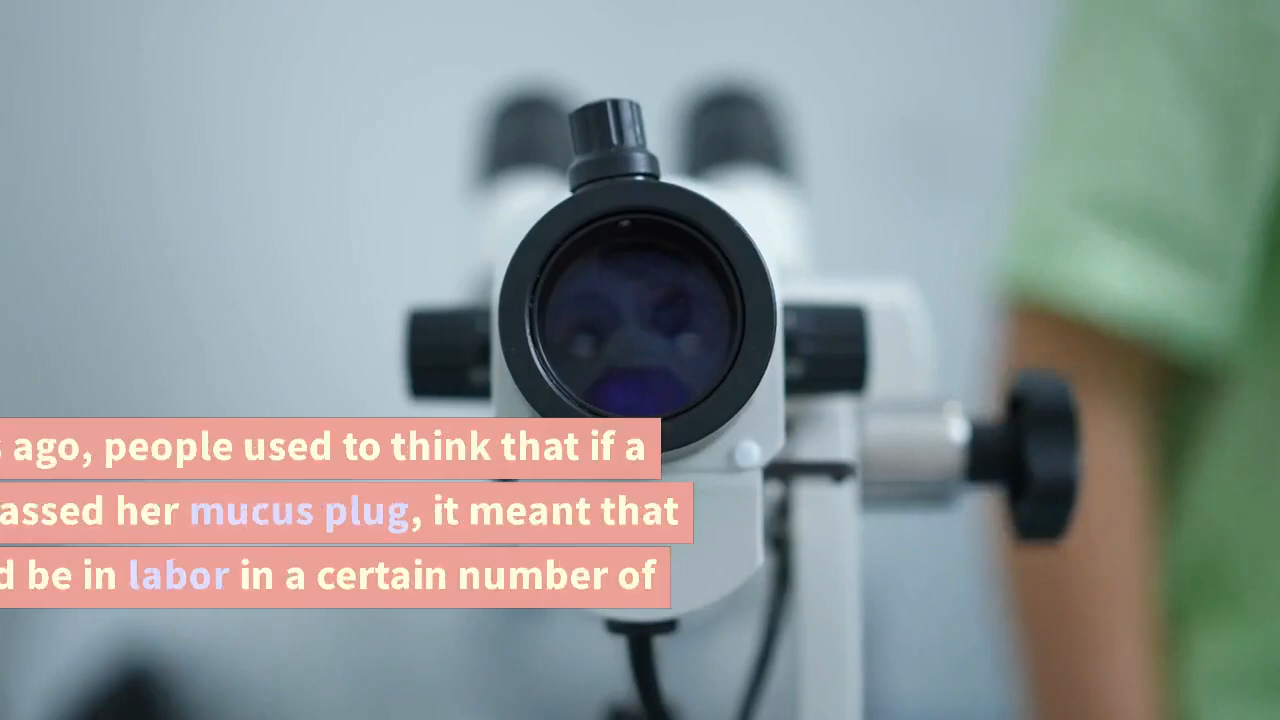 ago, people used to think that if a
her mucus plug, it meant that
be in labor in a certain number of